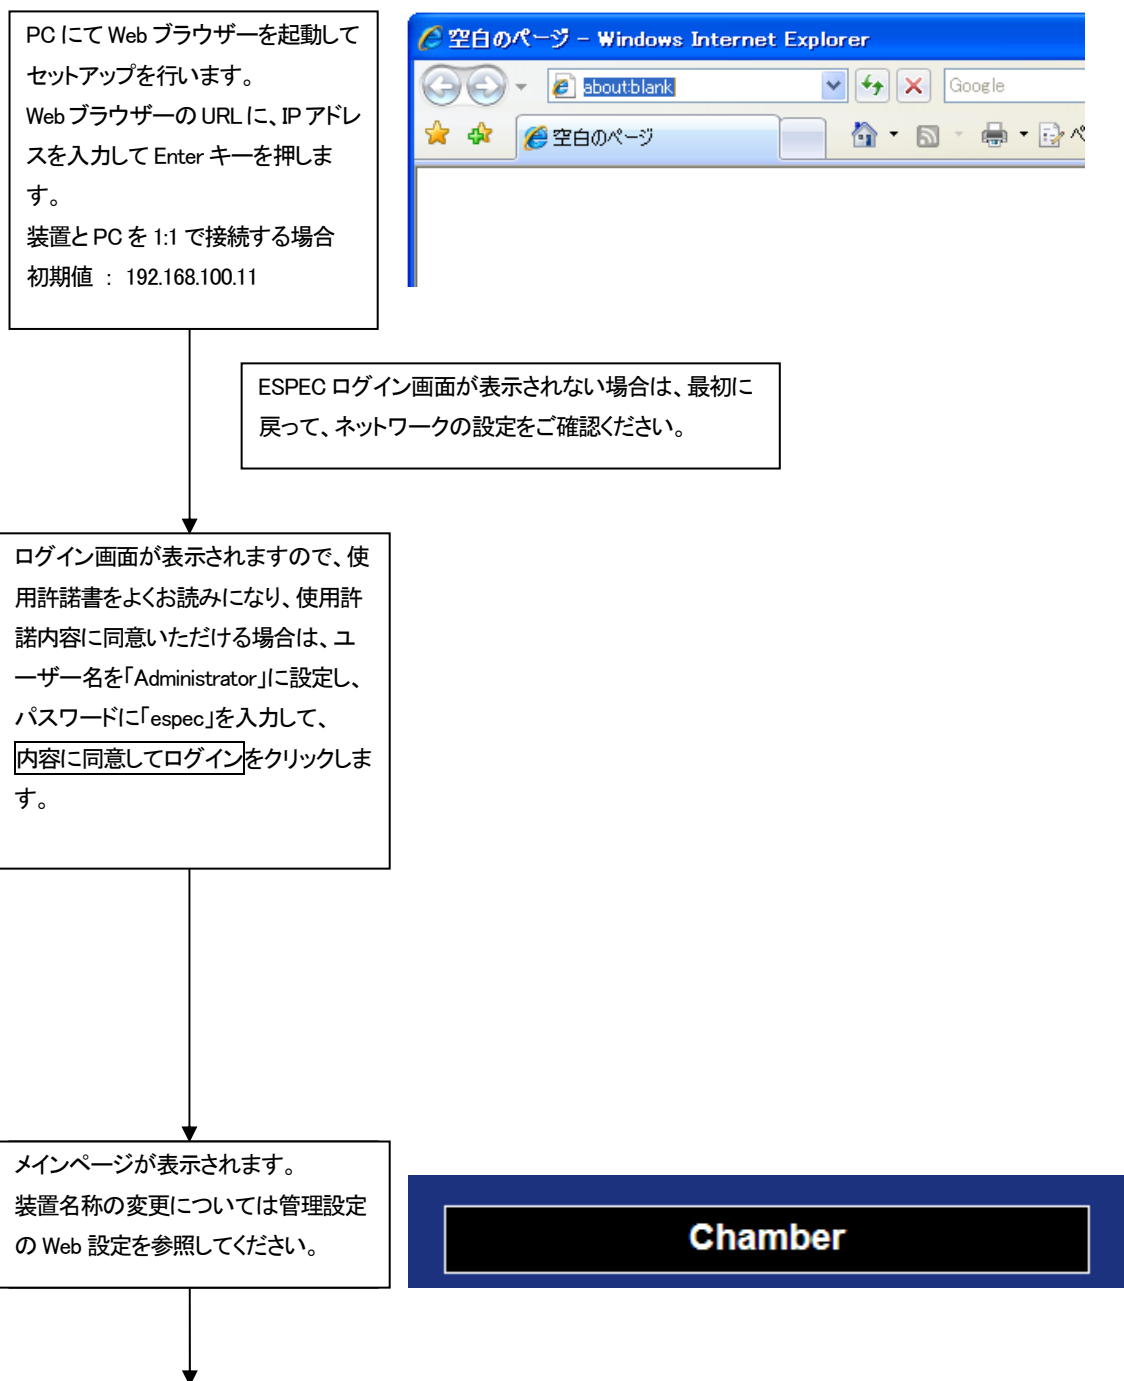 PC にて Web ブラウザーを起動して
セットアップを行います。
Web ブラウザーの URL に、IP アドレ
スを入力して Enter キーを押しま
す。
装置と PC を 1:1 で接続する場合
初期値 : 192.168.100.11
空白のページ - Windows Internet Explorer
about:blank
Google
空白のページ
ペ
ESPEC ログイン画面が表示されない場合は、最初に
戻って、ネットワークの設定をご確認ください。
ログイン画面が表示されますので、使
用許諾書をよくお読みになり、使用許
諾内容に同意いただける場合は、ユ
ーザー名を「Administrator」に設定し、
パスワードに「espec」を入力して、
内容に同意してログインをクリックしま
す。
メインページが表示されます。
装置名称の変更については管理設定
の Web 設定を参照してください。
Chamber